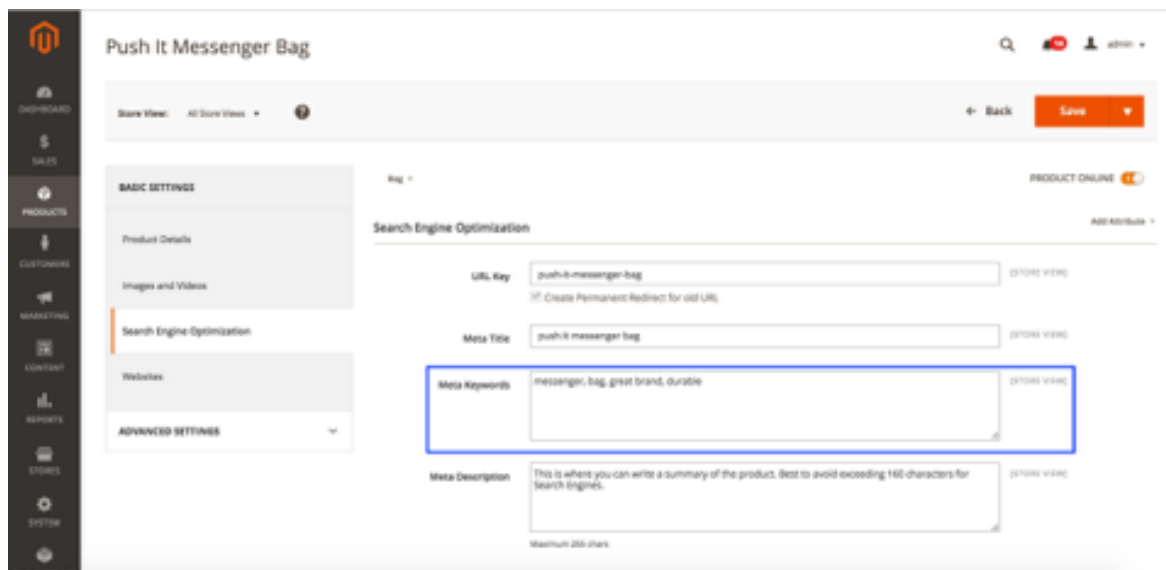 Push It Messenger Bag
admin
DASHBOARD
SALES
PRODUCTS
CUSTOMERS
MARKETING
CONTENT
REPORTS
STORES
SYSTEM
Store View: All Store Views
← Back
Save
BASIC SETTINGS
Product Details
Images and Videos
Search Engine Optimization
Websites
ADVANCED SETTINGS
Bag
PRODUCT ONLINE
Add Attribute
Search Engine Optimization
URL Key
push-it-messenger-bag
[STORE VIEW]
Create Permanent Redirect for old URL
Meta Title
push it messenger bag
[STORE VIEW]
Meta Keywords
messenger, bag, great brand, durable
[STORE VIEW]
Meta Description
This is where you can write a summary of the product. Best to avoid exceeding 160 characters for
Search Engines.
[STORE VIEW]
Maximum chars